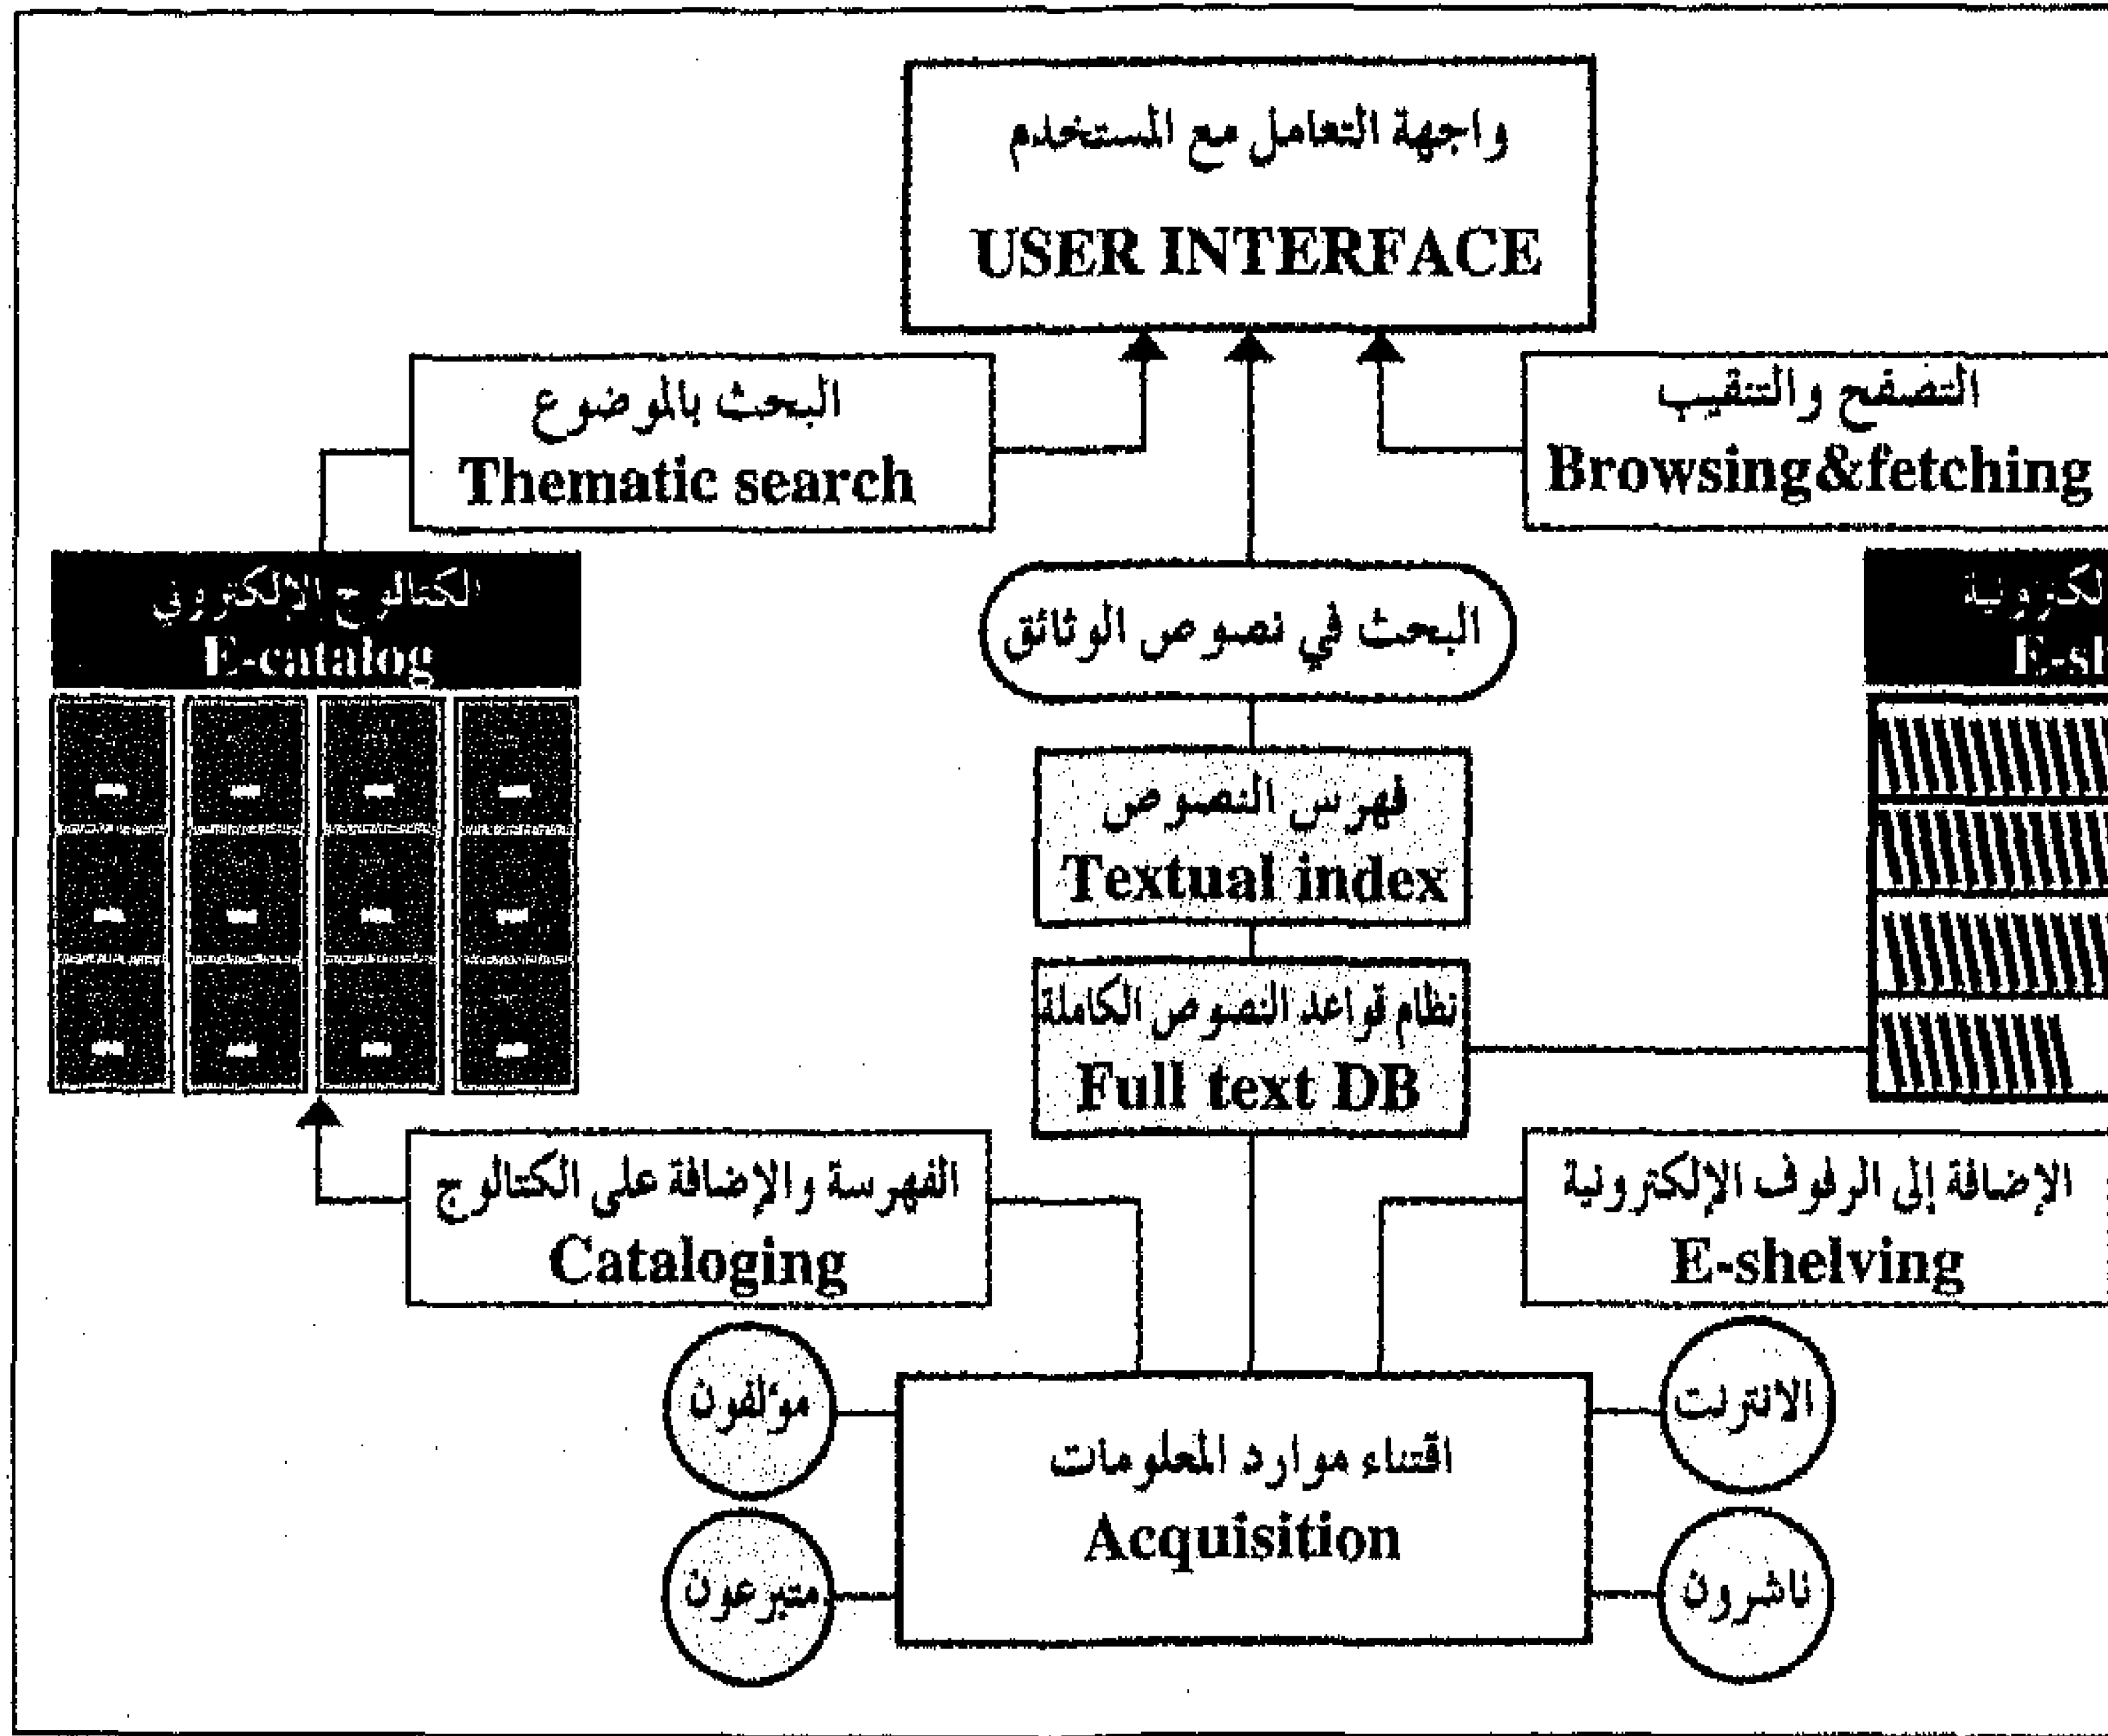 واجهة التعامل مع المستخدم
USER INTERFACE
البحث بالموضوع
Thematic search
التصفح والتنقيب
Browsing&fetching
الكتالوج الإلكتروني
E-catalog
البحث في نصوص الوثائق
E-sh
فهرس النصوص
Textual index
نظام قواعد النصوص الكاملة
Full text DB
الفهرسة والإضافة على الكتالوج
Cataloging
الإضافة إلى الرفوف الإلكترونية
E-shelving
مؤلفون
الانترنت
اقتناء موارد المعلومات
Acquisition
متبرعون
ناشرون